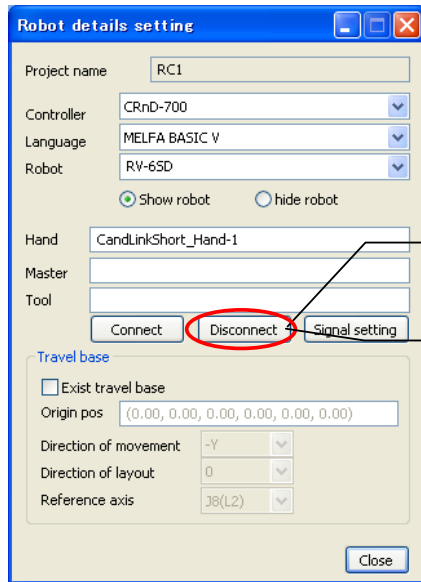 Robot details setting
Project name RC1
Controller CRnD-700
Language MELFA BASIC V
Robot RV-6SD
Show robot hide robot
Hand CandLinkShort_Hand-1
Master
Tool
Connect Disconnect Signal setting
Travel base
Exist travel base
Origin pos (0.00, 0.00, 0.00, 0.00, 0.00, 0.00)
Direction of movement -Y
Direction of layout 0
Reference axis J8(L2)
Close